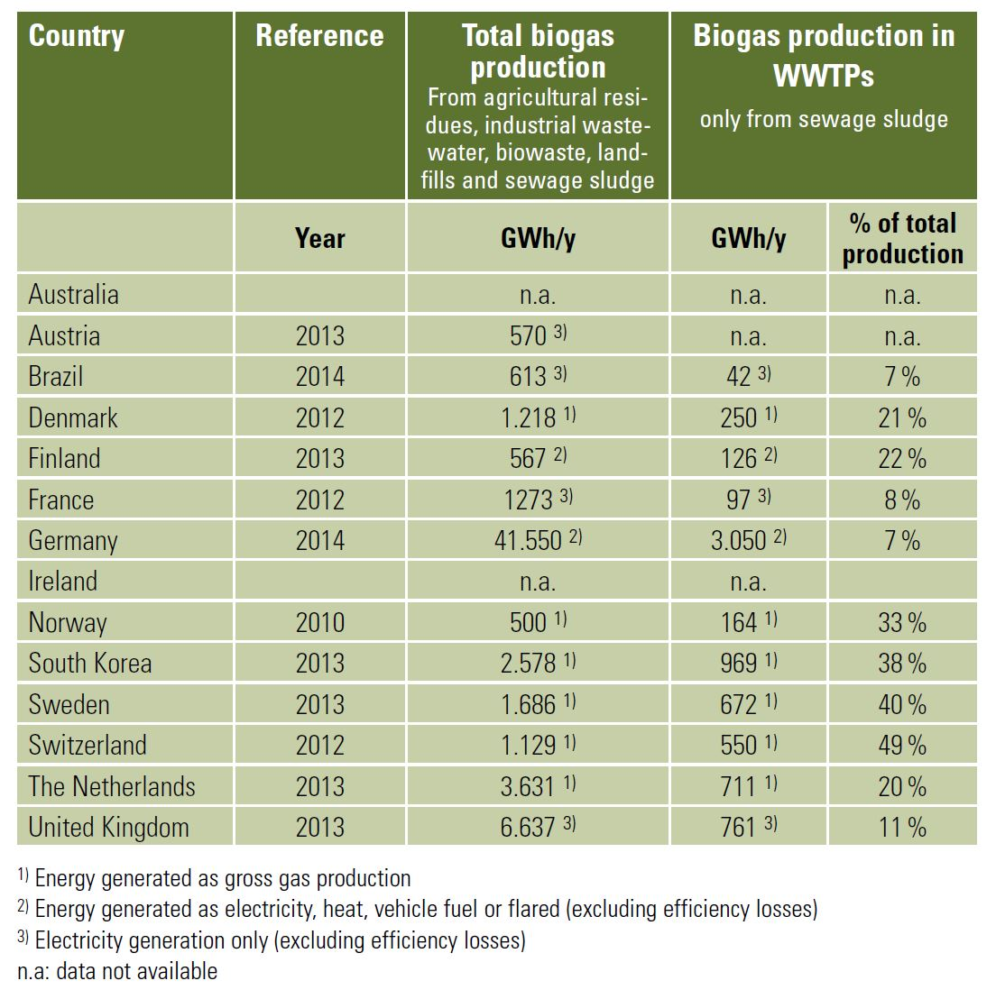 Country Reference Total biogas production Biogas production in WWTPs
From agricultural resi-
dues, industrial waste-
water, biowaste, land-
fills and sewage sludge
only from sewage sludge
Year GWh/y GWh/y % of total production
Australia n.a. n.a. n.a.
Austria 2013 570 3) n.a. n.a.
Brazil 2014 613 3) 42 3) 7 %
Denmark 2012 1.218 1) 250 1) 21 %
Finland 2013 567 2) 126 2) 22 %
France 2012 1273 3) 97 3) 8 %
Germany 2014 41.550 2) 3.050 2) 7 %
Ireland n.a. n.a.
Norway 2010 500 1) 164 1) 33 %
South Korea 2013 2.578 1) 969 1) 38 %
Sweden 2013 1.686 1) 672 1) 40 %
Switzerland 2012 1.129 1) 550 1) 49 %
The Netherlands 2013 3.631 1) 711 1) 20 %
United Kingdom 2013 6.637 3) 761 3) 11 %
1) Energy generated as gross gas production
2) Energy generated as electricity, heat, vehicle fuel or flared (excluding efficiency losses)
3) Electricity generation only (excluding efficiency losses)
n.a: data not available